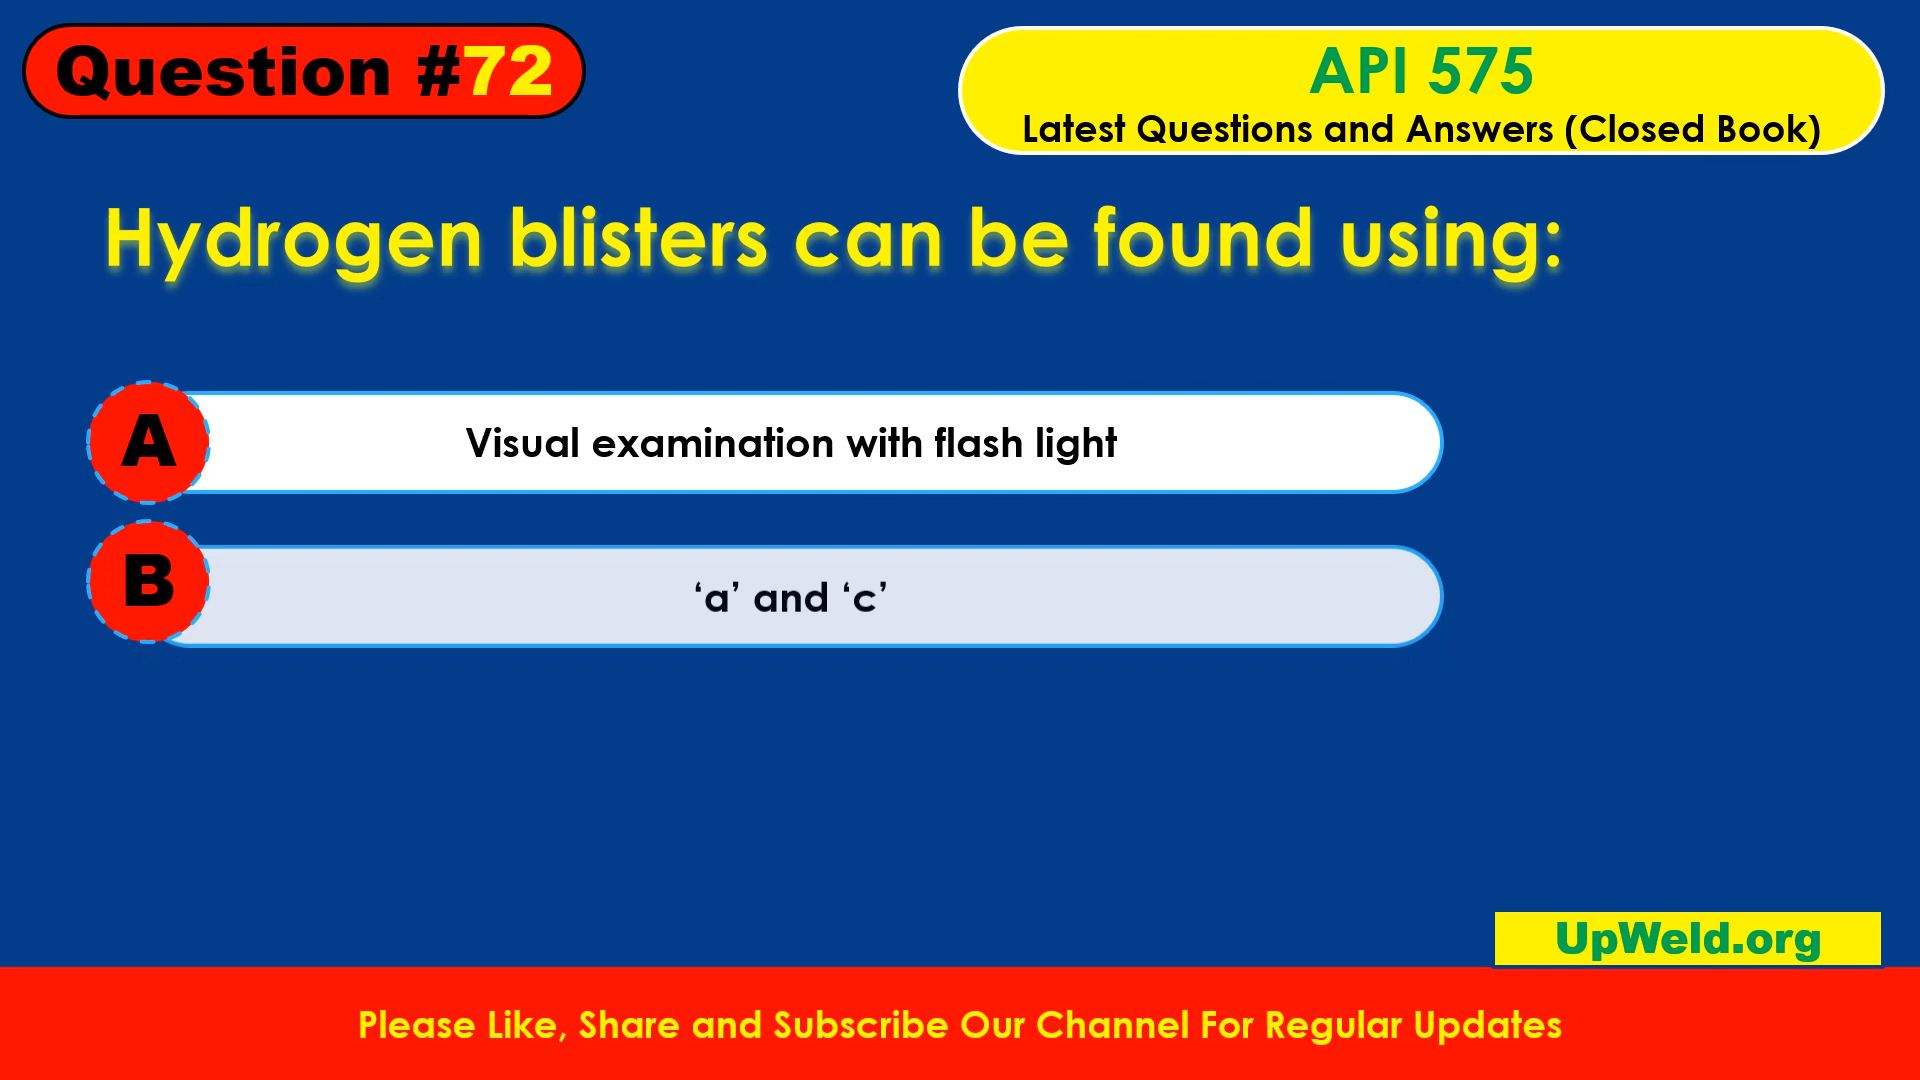 Question #72
API 575
Latest Questions and Answers (Closed Book)
Hydrogen blisters can be found using:
A
Visual examination with flash light
B
‘a’ and ‘c’
UpWeld.org
Please Like, Share and Subscribe Our Channel For Regular Updates